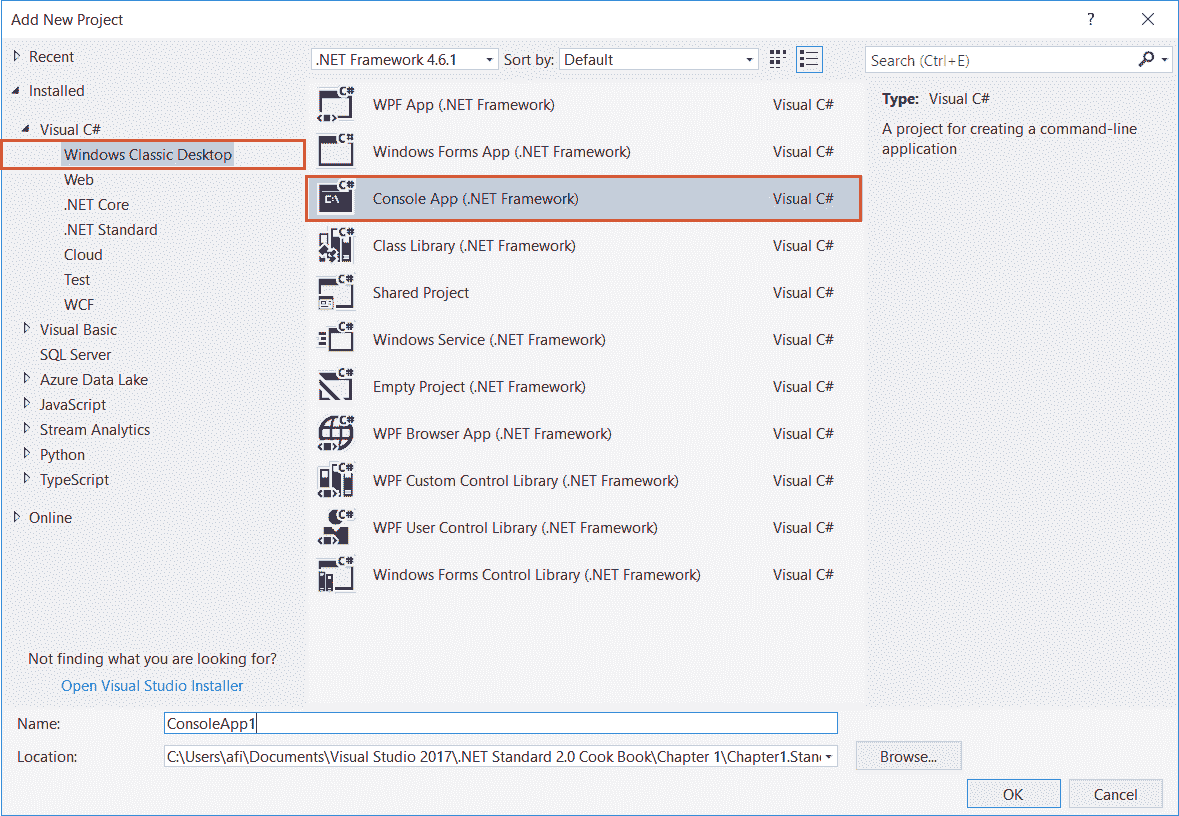 Add New Project
?
Recent
Installed
Visual C#
Windows Classic Desktop
Web
.NET Core
.NET Standard
Cloud
Test
WCF
Visual Basic
SQL Server
Azure Data Lake
JavaScript
Stream Analytics
Python
TypeScript
Online
Not finding what you are looking for?
Open Visual Studio Installer
.NET Framework 4.6.1 Sort by: Default
C# WPF App (.NET Framework) Visual C#
C# Windows Forms App (.NET Framework) Visual C#
C# C:\ Console App (.NET Framework) Visual C#
C# Class Library (.NET Framework) Visual C#
C# Shared Project Visual C#
C# Windows Service (.NET Framework) Visual C#
C# Empty Project (.NET Framework) Visual C#
C# WPF Browser App (.NET Framework) Visual C#
C# WPF Custom Control Library (.NET Framework) Visual C#
C# WPF User Control Library (.NET Framework) Visual C#
C# Windows Forms Control Library (.NET Framework) Visual C#
Search (Ctrl+E)
Type: Visual C#
A project for creating a command-line
application
Name: ConsoleApp1
Location: C:\Users\afi\Documents\Visual Studio 2017\.NET Standard 2.0 Cook Book\Chapter 1\Chapter1.Stan
Browse...
OK Cancel